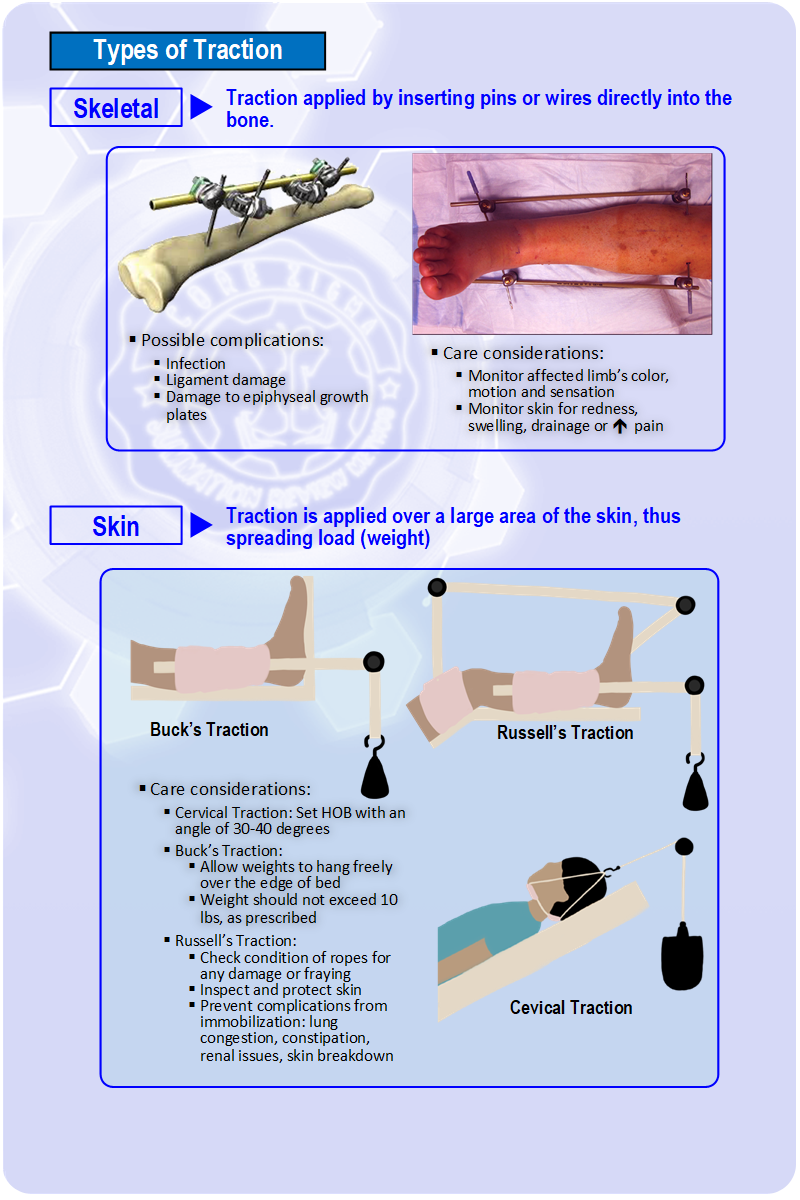 Types of Traction
Skeletal
Traction applied by inserting pins or wires directly into the
bone.
▪ Possible complications:
▪ Infection
▪ Ligament damage
▪ Damage to epiphyseal growth
plates
▪ Care considerations:
▪ Monitor affected limb's color,
motion and sensation
▪ Monitor skin for redness,
swelling, drainage or ↑ pain
Skin
Traction is applied over a large area of the skin, thus
spreading load (weight)
Buck's Traction
Russell's Traction
▪ Care considerations:
▪ Cervical Traction: Set HOB with an
angle of 30-40 degrees
▪ Buck's Traction:
▪ Allow weights to hang freely
over the edge of bed
▪ Weight should not exceed 10
lbs, as prescribed
▪ Russell's Traction:
▪ Check condition of ropes for
any damage or fraying
▪ Inspect and protect skin
▪ Prevent complications from
immobilization: lung
congestion, constipation,
renal issues, skin breakdown
Cevical Traction